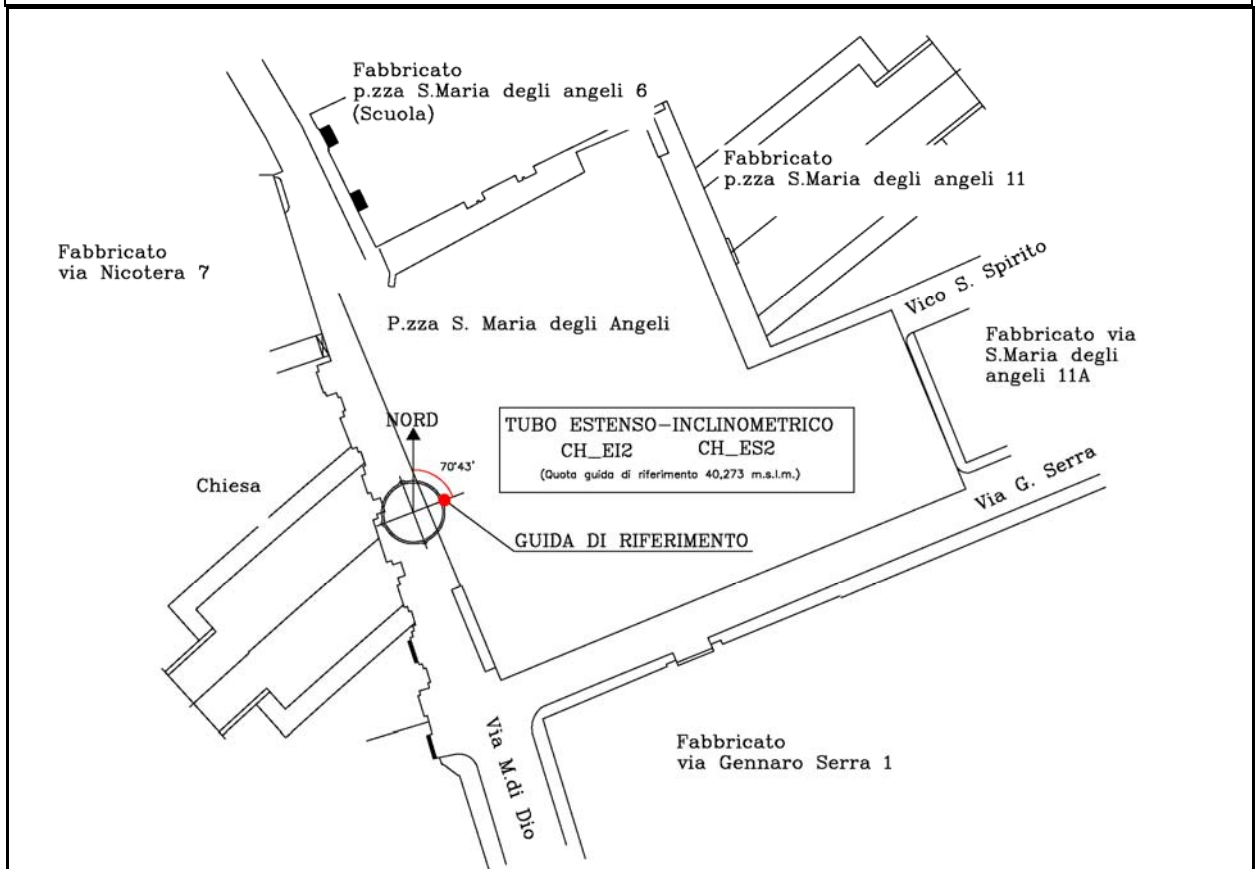 Fabbricato
p.zza S.Maria degli angeli 6
(Scuola)
Fabbricato
p.zza S.Maria degli angeli 11
Fabbricato
via Nicotera 7
Vico S. Spirito
P.zza S. Maria degli Angeli
Fabbricato via
S.Maria degli
angeli 11A
NORD
70°43'
TUBO ESTENSO-INCLINOMETRICO
CH_EI2 CH_ES2
(Quota guida di riferimento 40,273 m.s.l.m.)
Chiesa
Via G. Serra
GUIDA DI RIFERIMENTO
Via M.di Dio
Fabbricato
via Gennaro Serra 1